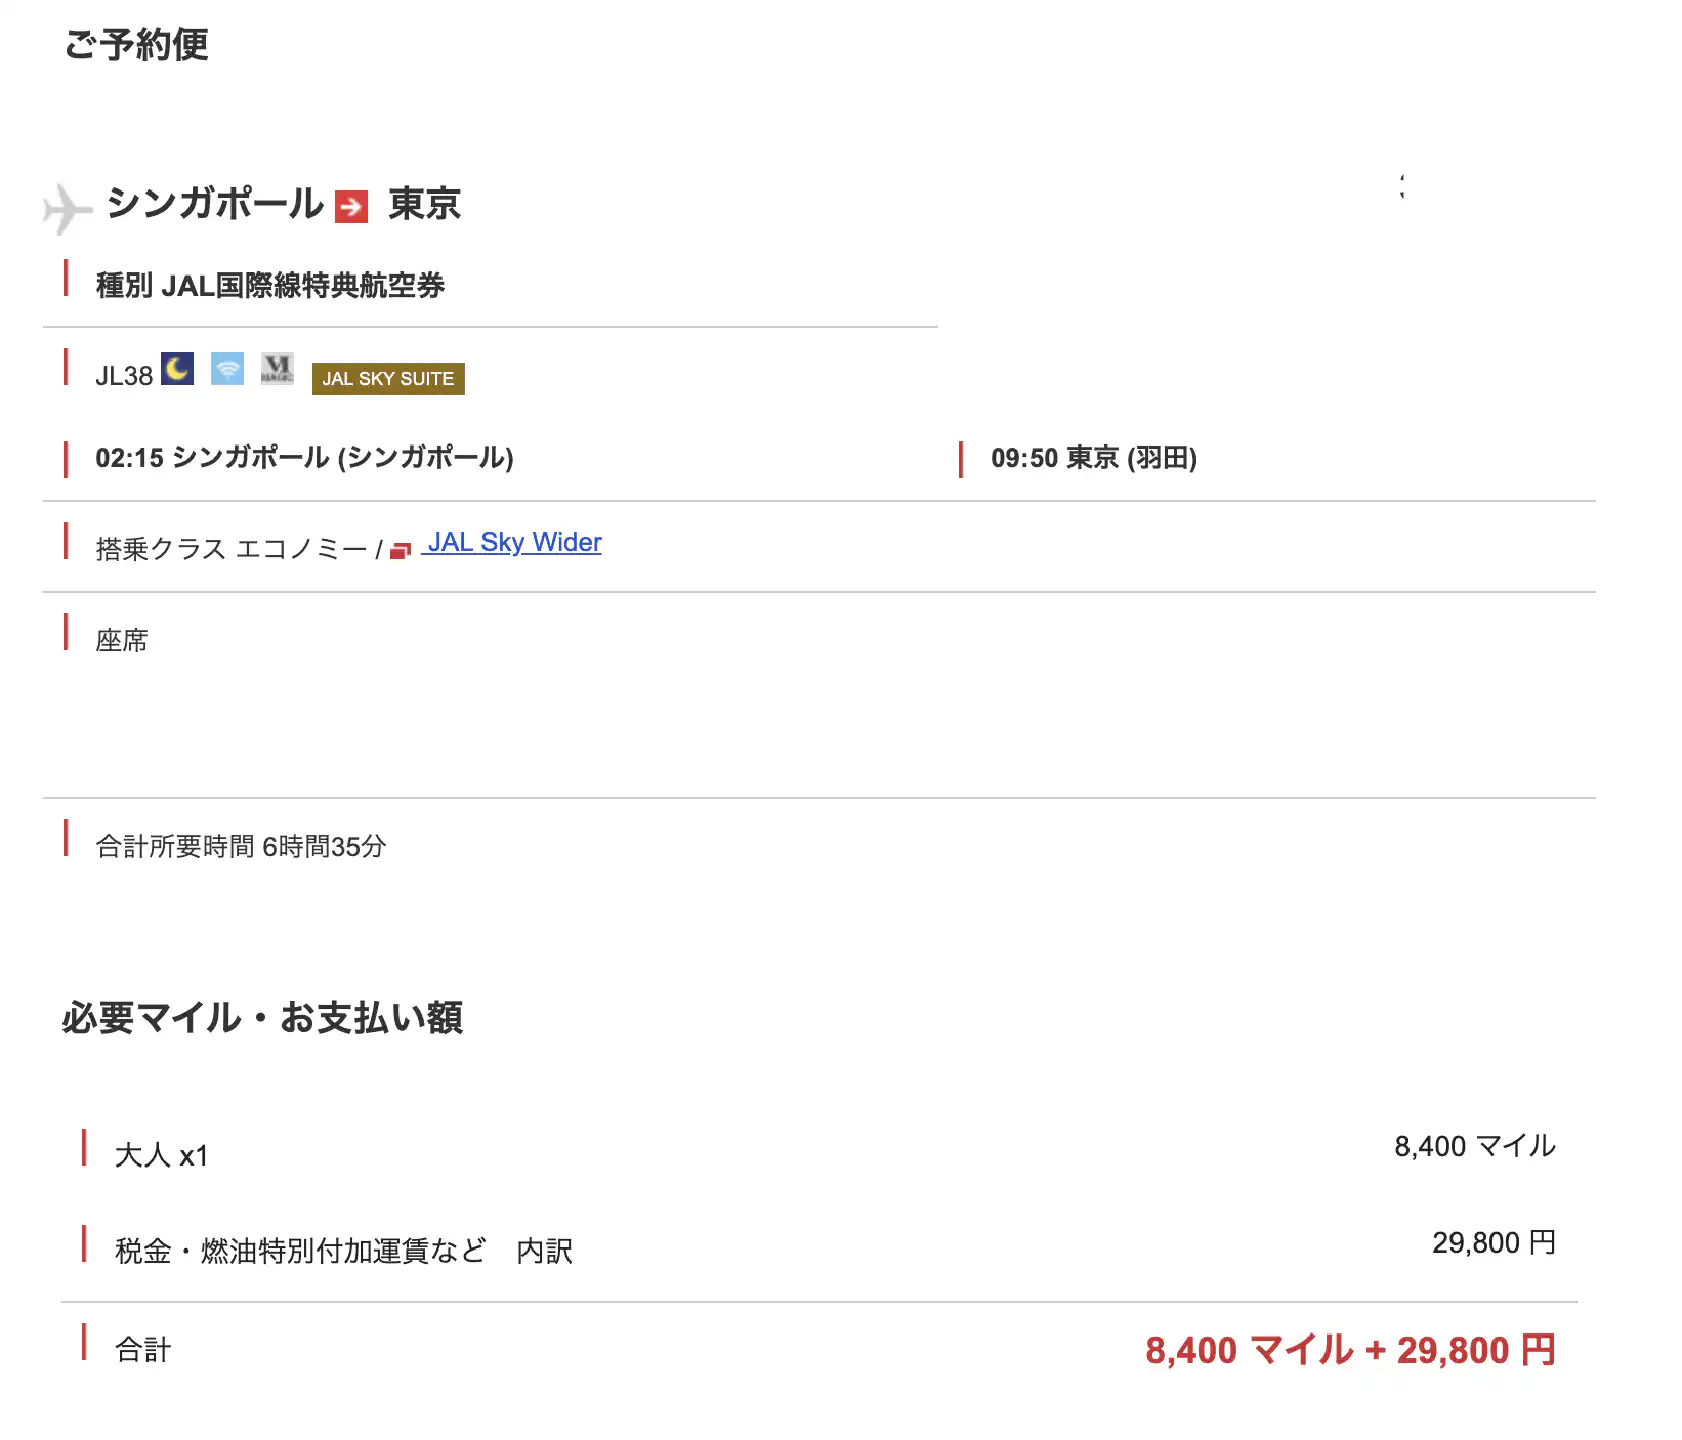 ご予約便
シンガポール 東京
種別 JAL国際線特典航空券
JL38 JAL SKY SUITE
02:15 シンガポール (シンガポール) 09:50 東京 (羽田)
搭乗クラス エコノミー / JAL Sky Wider
座席
合計所要時間 6時間35分
必要マイル・お支払い額
大人 x1 8,400 マイル
税金・燃油特別付加運賃など　内訳 29,800 円
合計 8,400 マイル + 29,800 円